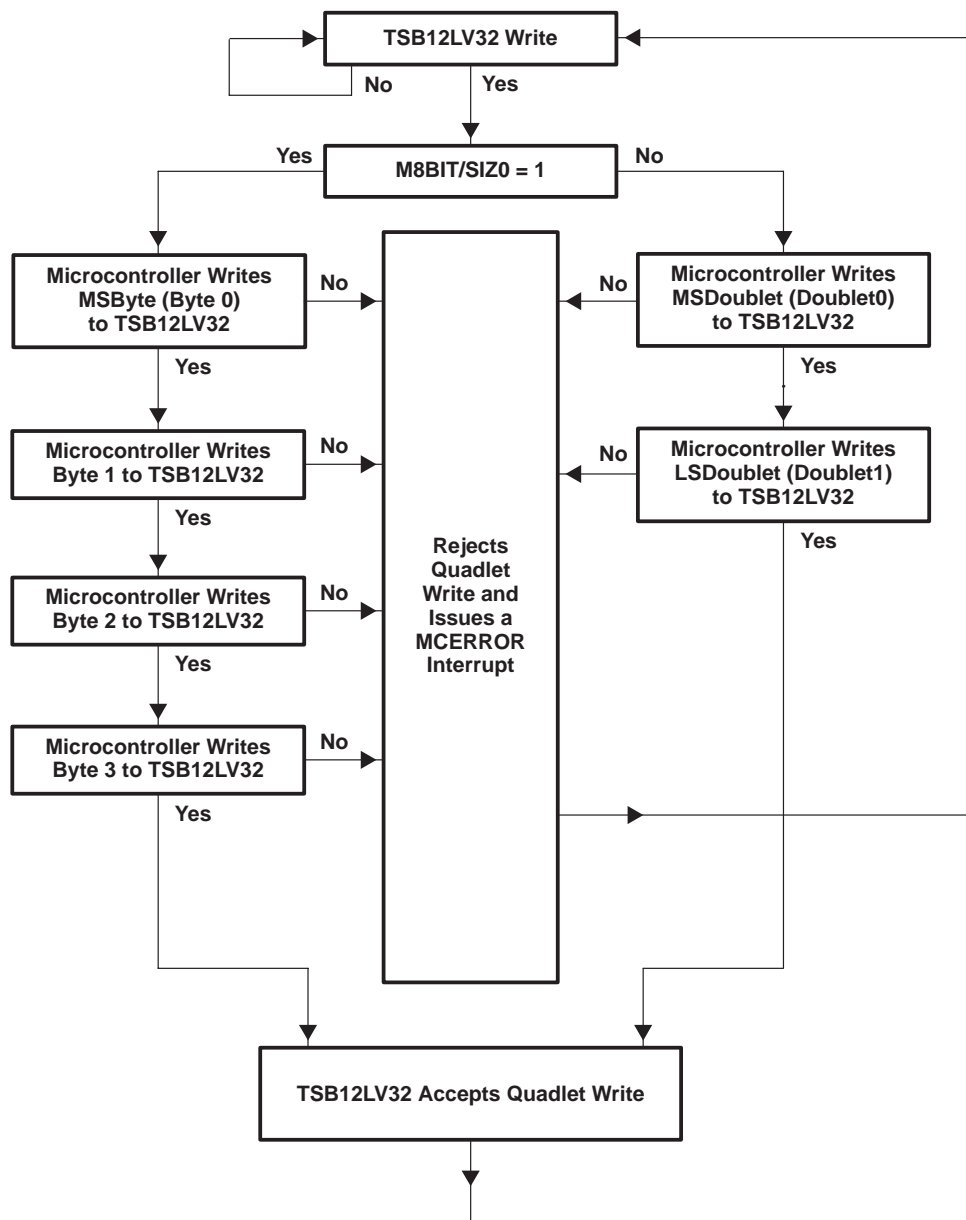 TSB12LV32 Write
No
Yes
Yes
M8BIT/SIZ0 = 1
No
Microcontroller Writes
MSByte (Byte 0)
to TSB12LV32
No
Yes
No
Microcontroller Writes
MSDoublet (Doublet0)
to TSB12LV32
Yes
Microcontroller Writes
Byte 1 to TSB12LV32
No
Yes
No
Microcontroller Writes
LSDoublet (Doublet1)
to TSB12LV32
Yes
Rejects
Quadlet
Write and
Issues a
MCERROR
Interrupt
Microcontroller Writes
Byte 2 to TSB12LV32
No
Yes
Microcontroller Writes
Byte 3 to TSB12LV32
No
Yes
TSB12LV32 Accepts Quadlet Write